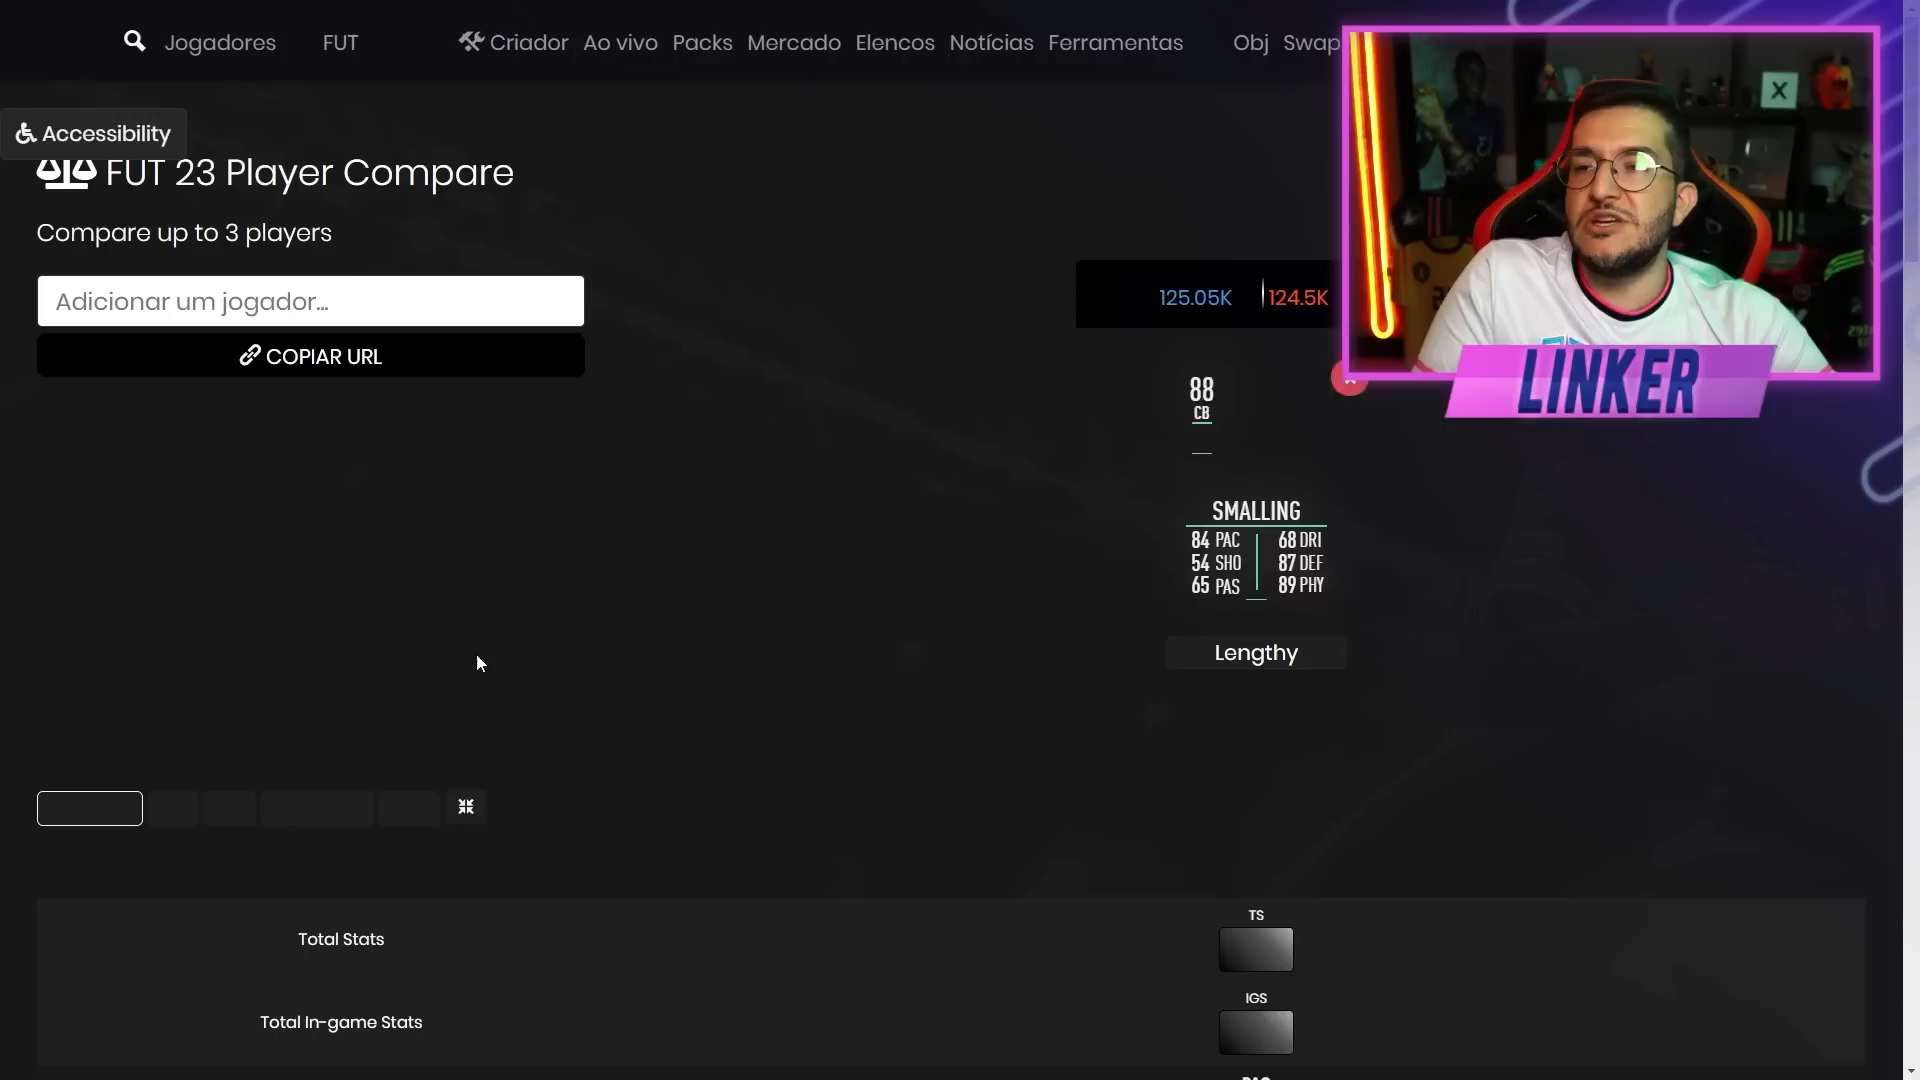 Jogadores FUT Criador Ao vivo Packs Mercado Elencos Notícias Ferramentas Obj Swap
X
Accessibility
FUT 23 Player Compare
Compare up to 3 players
Adicionar um jogador...
COPIAR URL
125.05K 124.5K
LINKER
88
CB
SMALLING
84 PAC 68 DRI
54 SHO 87 DEF
65 PAS 89 PHY
Lengthy
TS
Total Stats
IGS
Total In-game Stats